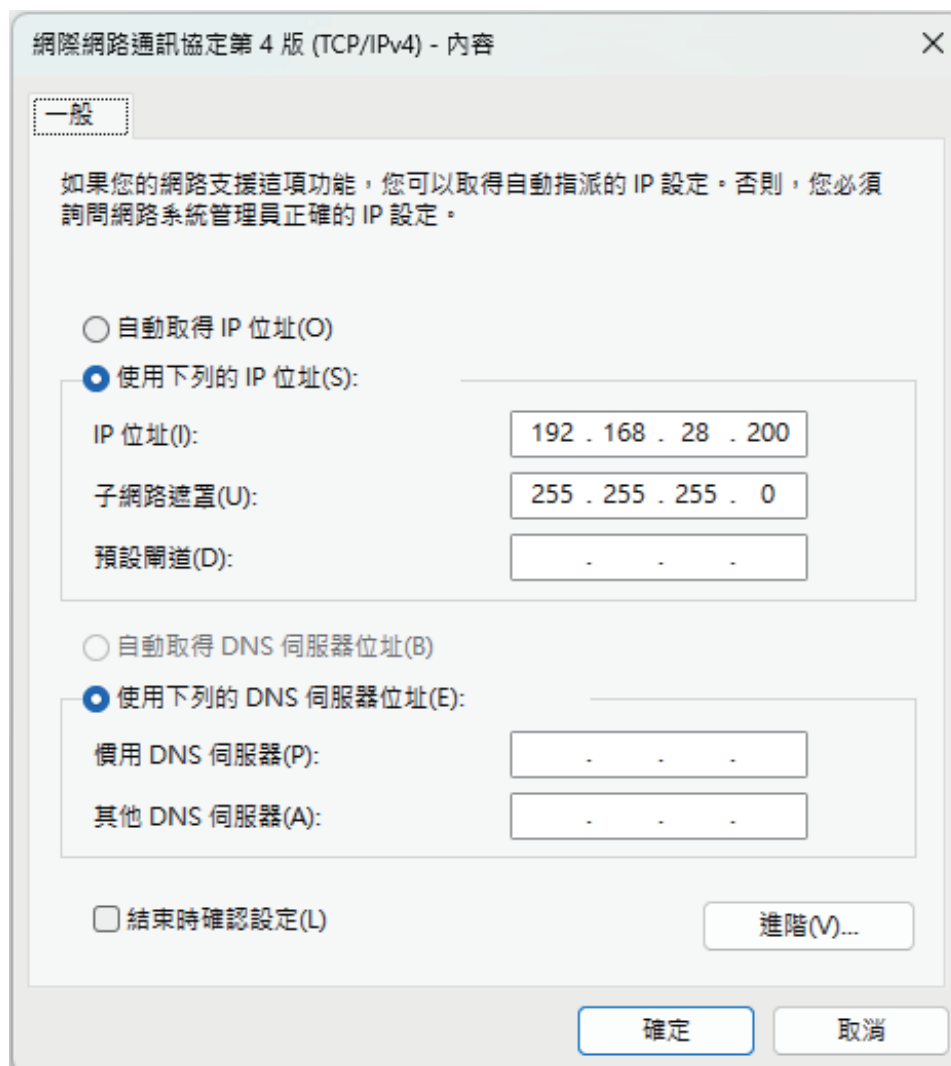 網際網路通訊協定第 4 版 (TCP/IPv4) - 內容
一般
如果您的網路支援這項功能，您可以取得自動指派的 IP 設定。否則，您必須
詢問網路系統管理員正確的 IP 設定。
自動取得 IP 位址(O)
使用下列的 IP 位址(S):
IP 位址(I): 192 . 168 . 28 . 200
子網路遮罩(U): 255 . 255 . 255 . 0
預設閘道(D): . . .
自動取得 DNS 伺服器位址(B)
使用下列的 DNS 伺服器位址(E):
慣用 DNS 伺服器(P): . . .
其他 DNS 伺服器(A): . . .
結束時確認設定(L)
進階(V)...
確定 取消